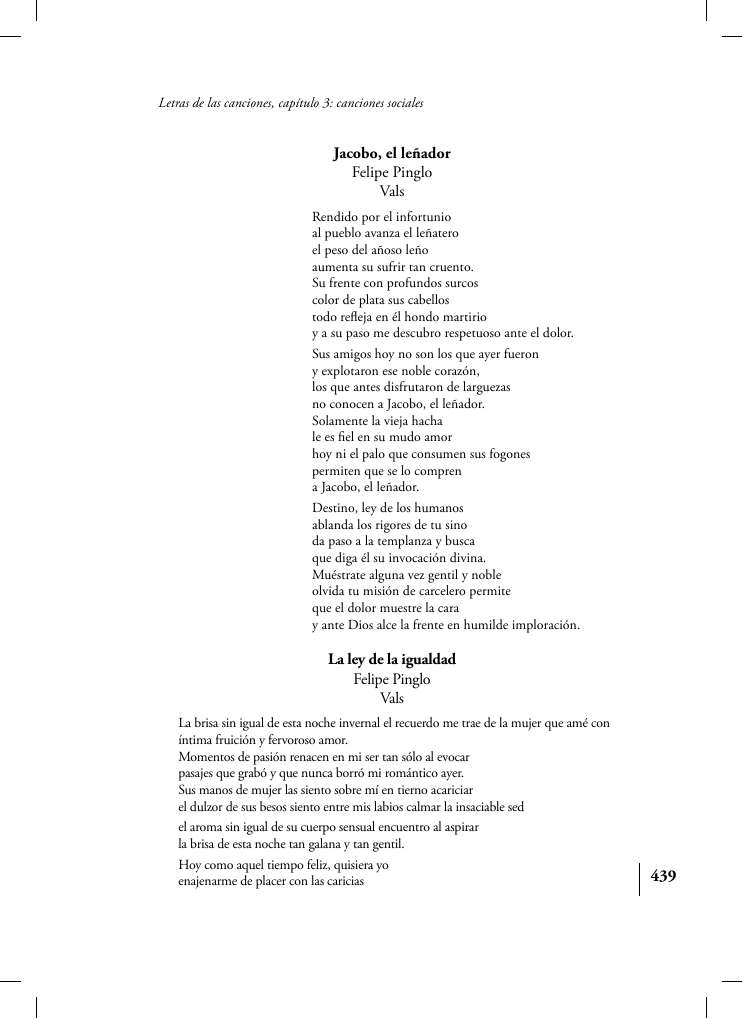 Letras de las canciones, capítulo 3: canciones sociales
Jacobo, el leñador
Felipe Pinglo
Vals
Rendido por el infortunio
al pueblo avanza el leñatero
el peso del añoso leño
aumenta su sufrir tan cruento.
Su frente con profundos surcos
color de plata sus cabellos
todo refleja en él hondo martirio
y a su paso me descubro respetuoso ante el dolor.
Sus amigos hoy no son los que ayer fueron
y explotaron ese noble corazón,
los que antes disfrutaron de larguezas
no conocen a Jacobo, el leñador.
Solamente la vieja hacha
le es fiel en su mudo amor
hoy ni el palo que consumen sus fogones
permiten que se lo compren
a Jacobo, el leñador.
Destino, ley de los humanos
ablanda los rigores de tu sino
da paso a la templanza y busca
que diga él su invocación divina.
Muéstrate alguna vez gentil y noble
olvida tu misión de carcelero permite
que el dolor muestre la cara
y ante Dios alce la frente en humilde imploración.
La ley de la igualdad
Felipe Pinglo
Vals
La brisa sin igual de esta noche invernal el recuerdo me trae de la mujer que amé con
íntima fruición y fervoroso amor.
Momentos de pasión renacen en mi ser tan sólo al evocar
pasajes que grabó y que nunca borró mi romántico ayer.
Sus manos de mujer las siento sobre mí en tierno acariciar
el dulzor de sus besos siento entre mis labios calmar la insaciable sed
el aroma sin igual de su cuerpo sensual encuentro al aspirar
la brisa de esta noche tan galana y tan gentil.
Hoy como aquel tiempo feliz, quisiera yo
enajenarme de placer con las caricias
439